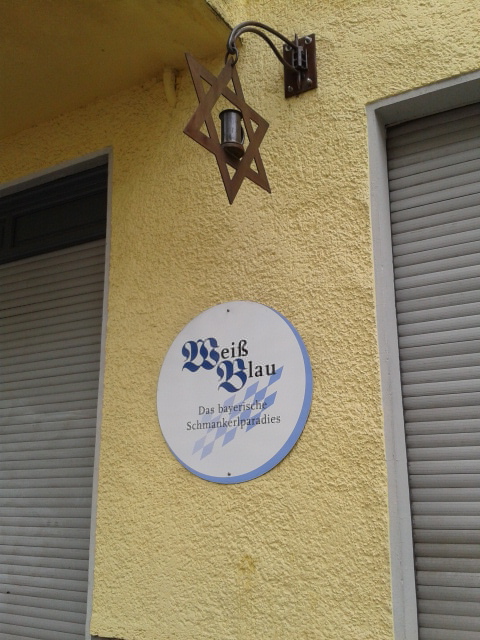 Weiß
Blau
Das bayerische
Schmankerlparadies